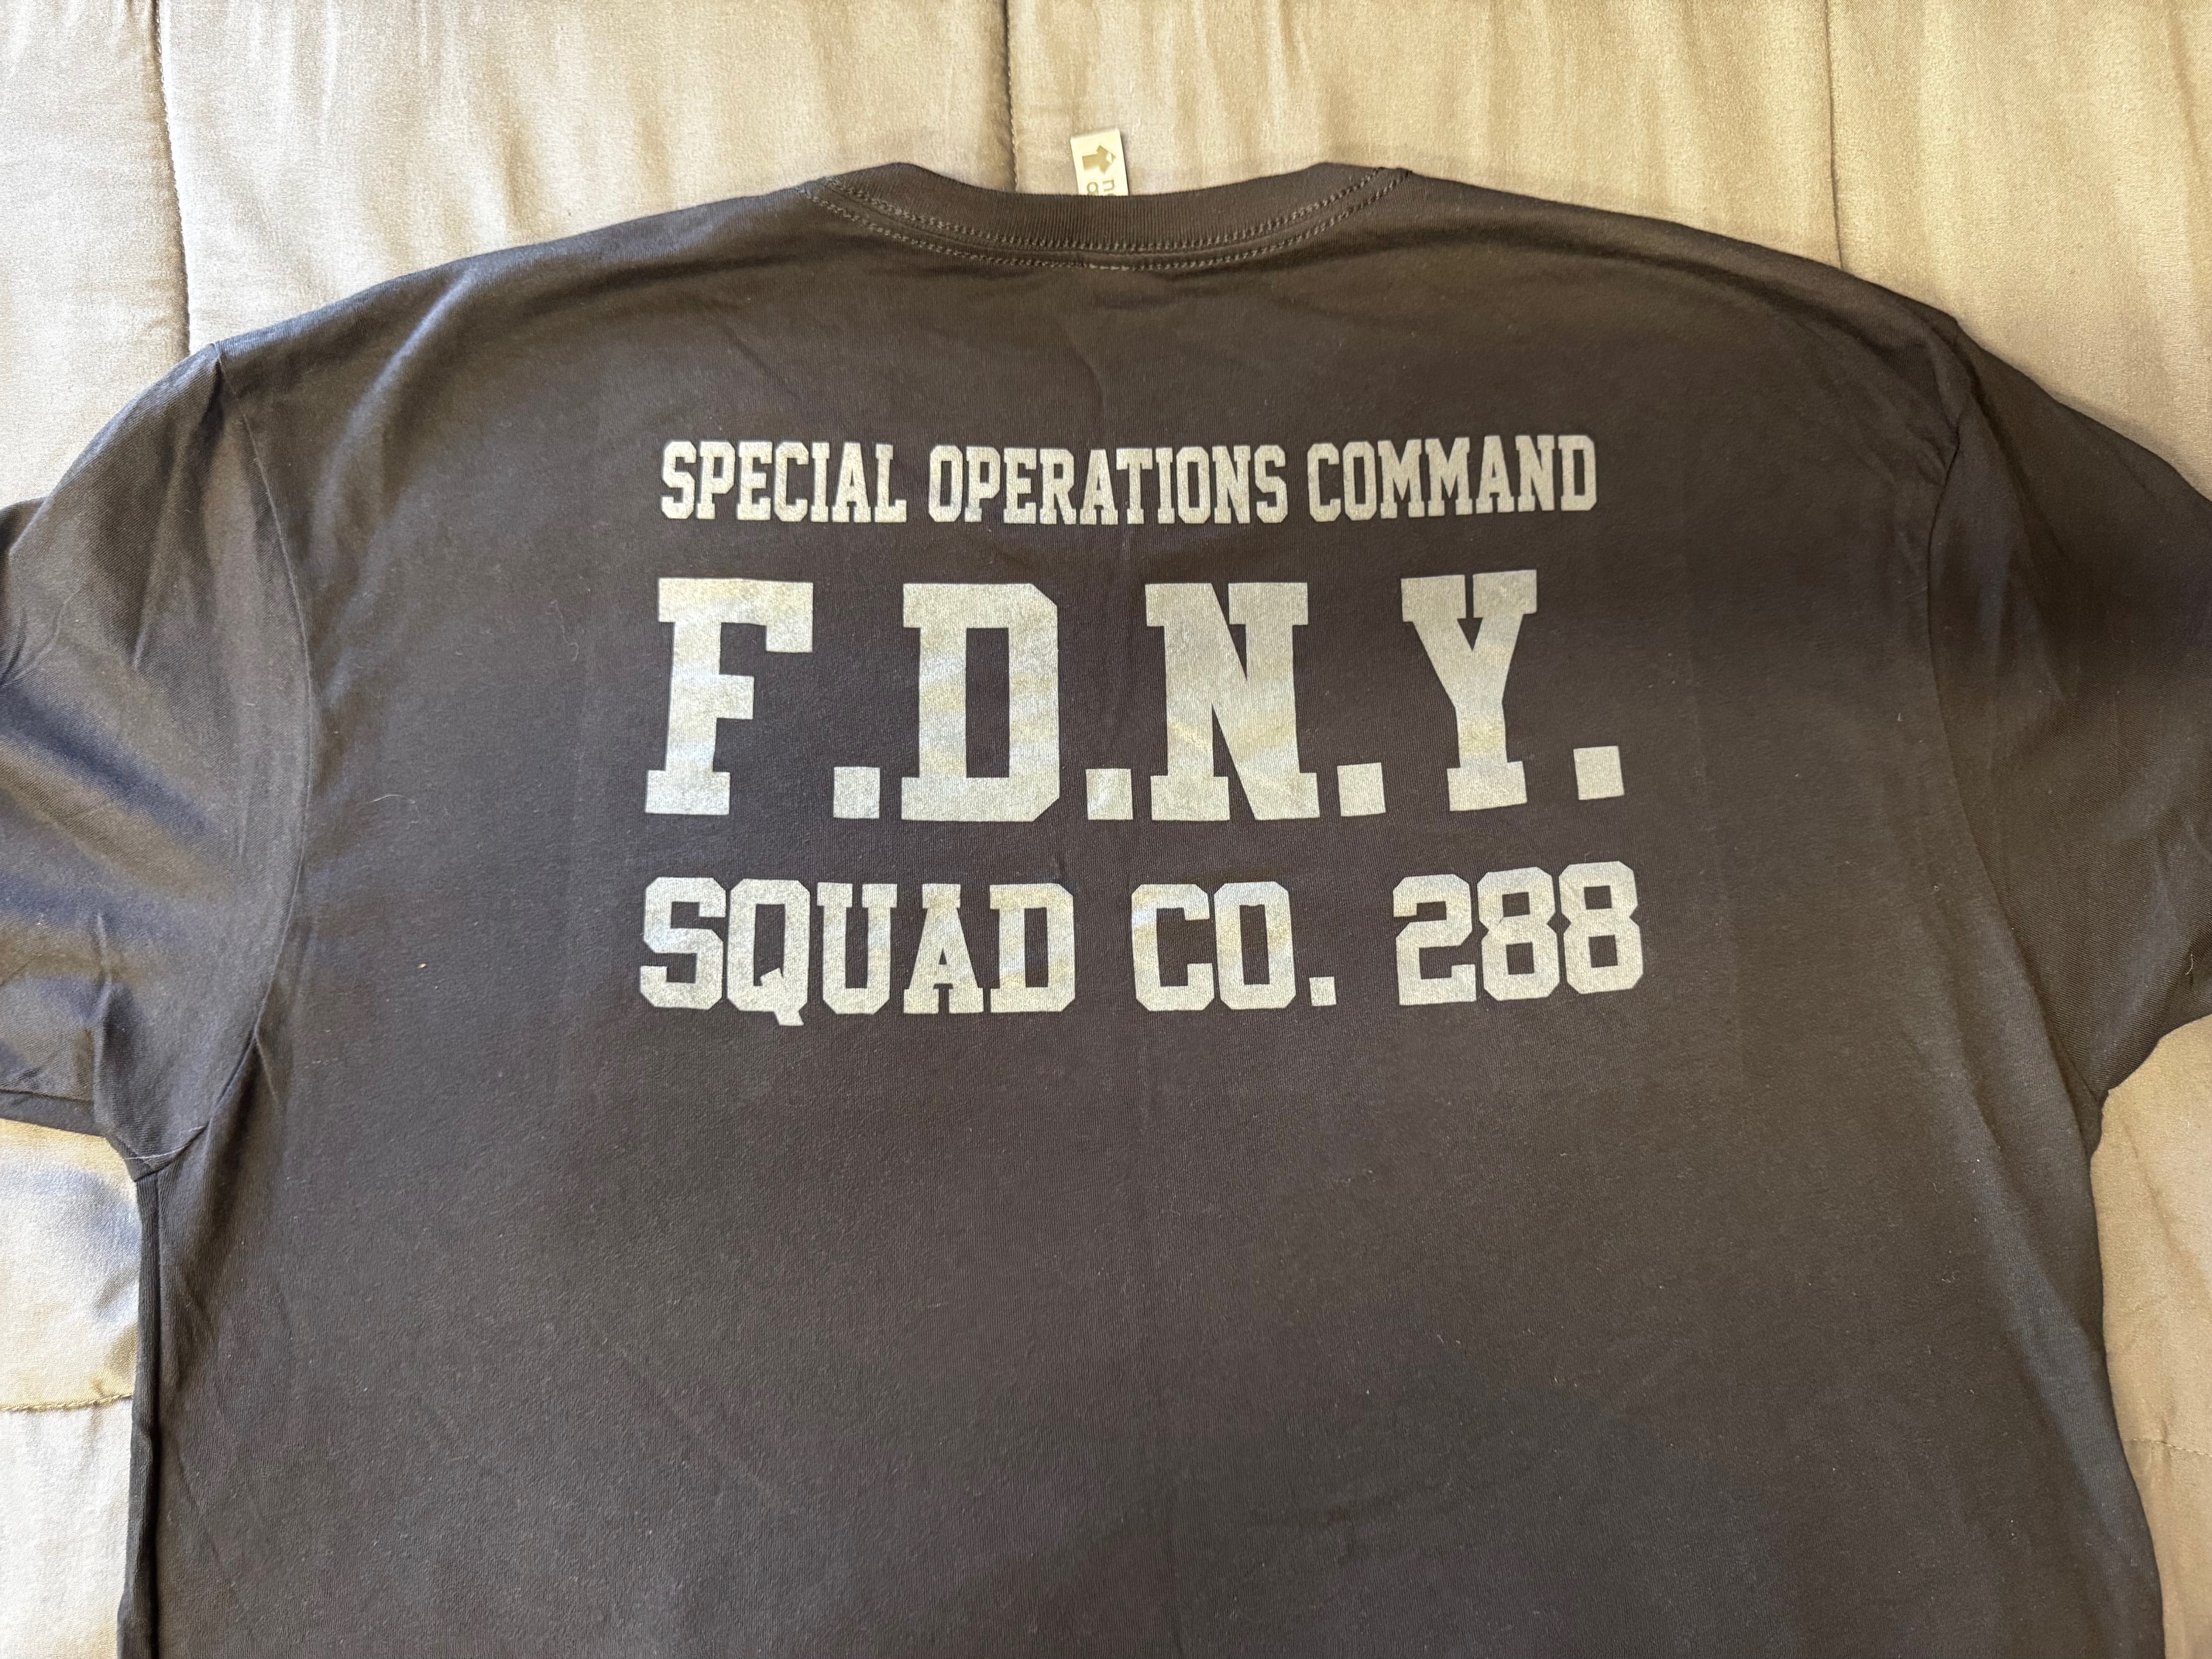 SPECIAL OPERATIONS COMMAND
F.D.N.Y.
SQUAD CO. 288